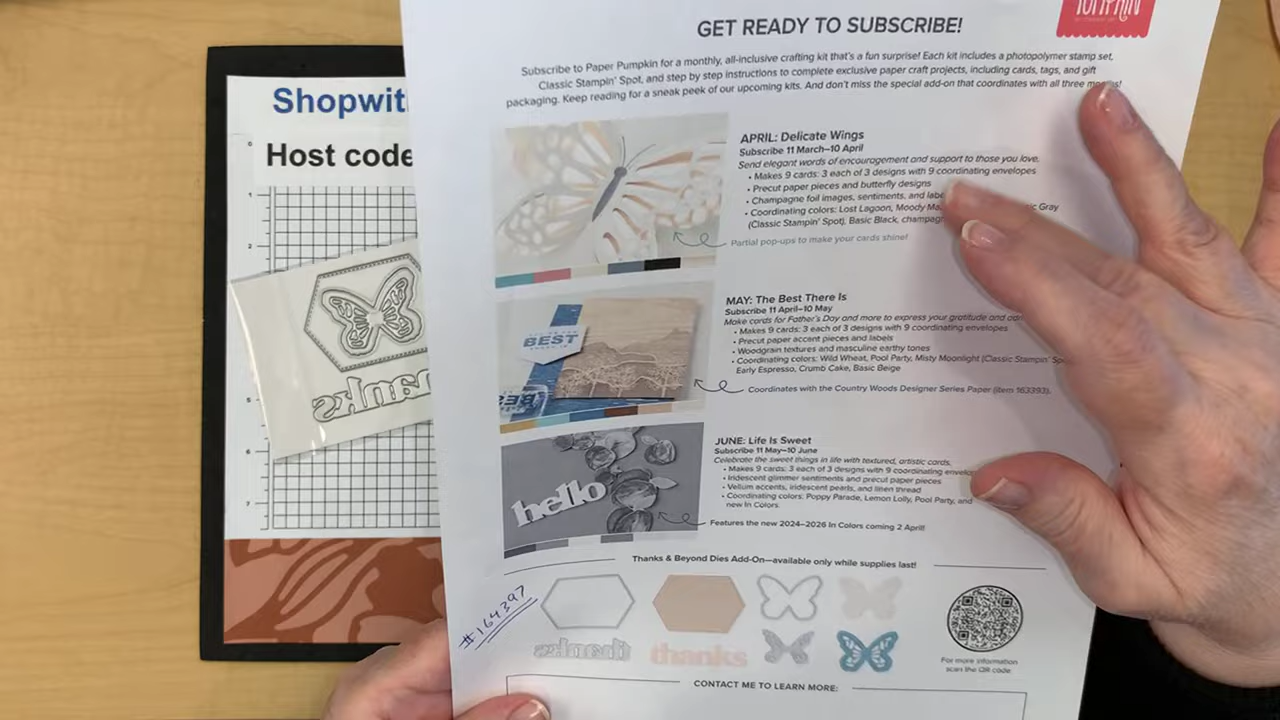 PUMPKIN
GET READY TO SUBSCRIBE!
Subscribe to Paper Pumpkin for a monthly, all-inclusive crafting kit that's a fun surprise! Each kit includes a photopolymer stamp set,
Classic Stampin' Spot, and step by step instructions to complete exclusive paper craft projects, including cards, tags, and gift
packaging. Keep reading for a sneak peek of our upcoming kits. And don't miss the special add-on that coordinates with all three
Shopwit
Host code
APRIL: Delicate Wings
Subscribe 11 March–10 April
Send elegant words of encouragement and support to those you love.
• Makes 9 cards: 3 each of 3 designs with 9 coordinating envelopes
• Precut paper pieces and butterfly designs
• Champagne foil images, sentiments, and
• Coordinating colors: Lost Lagoon, Moody Gray
(Classic Stampin' Spot), Basic Black,
Partial pop-ups to make your cards shine!
MAY: The Best There Is
Subscribe 11 April–10 May
Make cards for Father's Day and more to express your gratitude and
• Makes 9 cards: 3 each of 3 designs with 9 coordinating envelopes
• Precut paper accent pieces and labels
• Woodgrain textures and masculine earthy tones
• Coordinating colors: Wild Wheat, Pool Party, Misty Moonlight (Classic Stampin'
Early Espresso, Crumb Cake, Basic Beige
Coordinates with the Country Woods Designer Series Paper (item 163393).
BEST
JUNE: Life Is Sweet
Subscribe 11 May–10 June
Celebrate the sweet things in life with textured, artistic cards.
• Makes 9 cards: 3 each of 3 designs with 9 coordinating
• Iridescent glimmer sentiments and precut paper pieces
• Vellum accents, iridescent pearls, and linen thread
• Coordinating colors: Poppy Parade, Lemon Lolly, Pool Party, and
new In Colors.
Features the new 2024–2026 In Colors coming 2 April!
hello
Thanks & Beyond Dies Add-On—available only while supplies last!
#164397
thanks
thanks
For more information
scan the QR code.
CONTACT ME TO LEARN MORE: